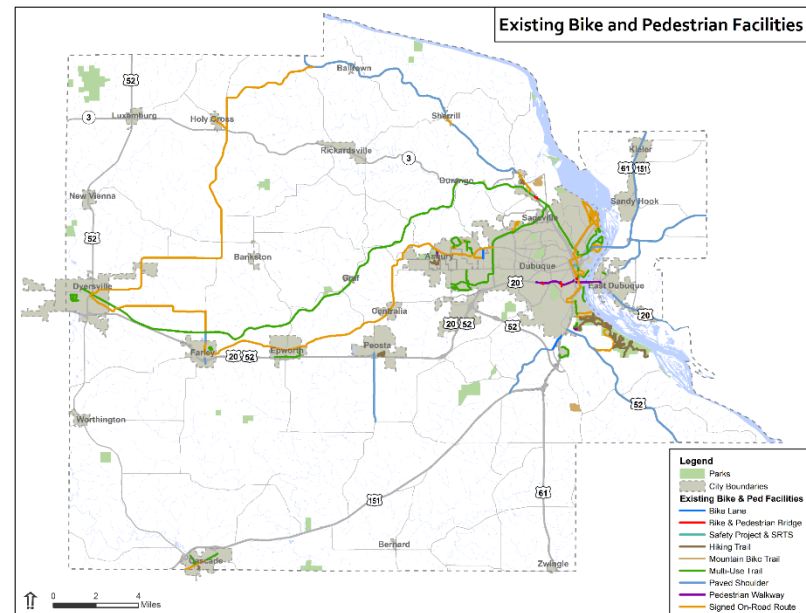 Existing Bike and Pedestrian Facilities
52
Balltown
3
Luxemburg
Holy Cross
Sherrill
Rickardsville
3
61 151
Kieler
Durango
New Vienna
Sandy Hook
Sageville
52
Bankston
Asbury
Dubuque
Dyersville
Graf
20
East Dubuque
Centralia
20 52
52
20
Farley
20 52
Epworth
Peosta
52
Worthington
151
61
Cascade
Bernard
Zwingle
0 2 4
Miles
Legend
Parks
City Boundaries
Existing Bike & Ped Facilities
Bike Lane
Bike & Pedestrian Bridge
Safety Project & SRTS
Hiking Trail
Mountain Bike Trail
Multi-Use Trail
Paved Shoulder
Pedestrian Walkway
Signed On-Road Route